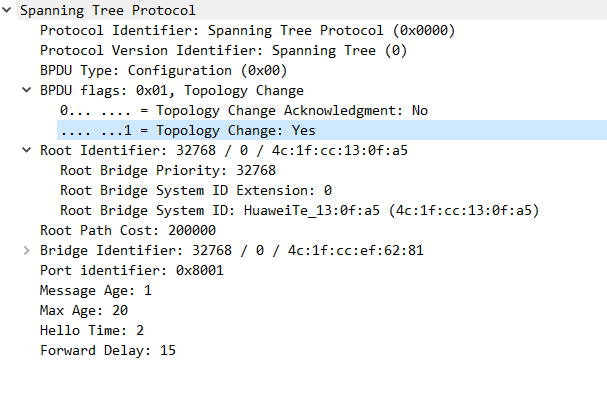 Spanning Tree Protocol
Protocol Identifier: Spanning Tree Protocol (0x0000)
Protocol Version Identifier: Spanning Tree (0)
BPDU Type: Configuration (0x00)
BPDU flags: 0x01, Topology Change
0... .... = Topology Change Acknowledgment: No
.... ...1 = Topology Change: Yes
Root Identifier: 32768 / 0 / 4c:1f:cc:13:0f:a5
Root Bridge Priority: 32768
Root Bridge System ID Extension: 0
Root Bridge System ID: HuaweiTe_13:0f:a5 (4c:1f:cc:13:0f:a5)
Root Path Cost: 200000
Bridge Identifier: 32768 / 0 / 4c:1f:cc:ef:62:81
Port identifier: 0x8001
Message Age: 1
Max Age: 20
Hello Time: 2
Forward Delay: 15